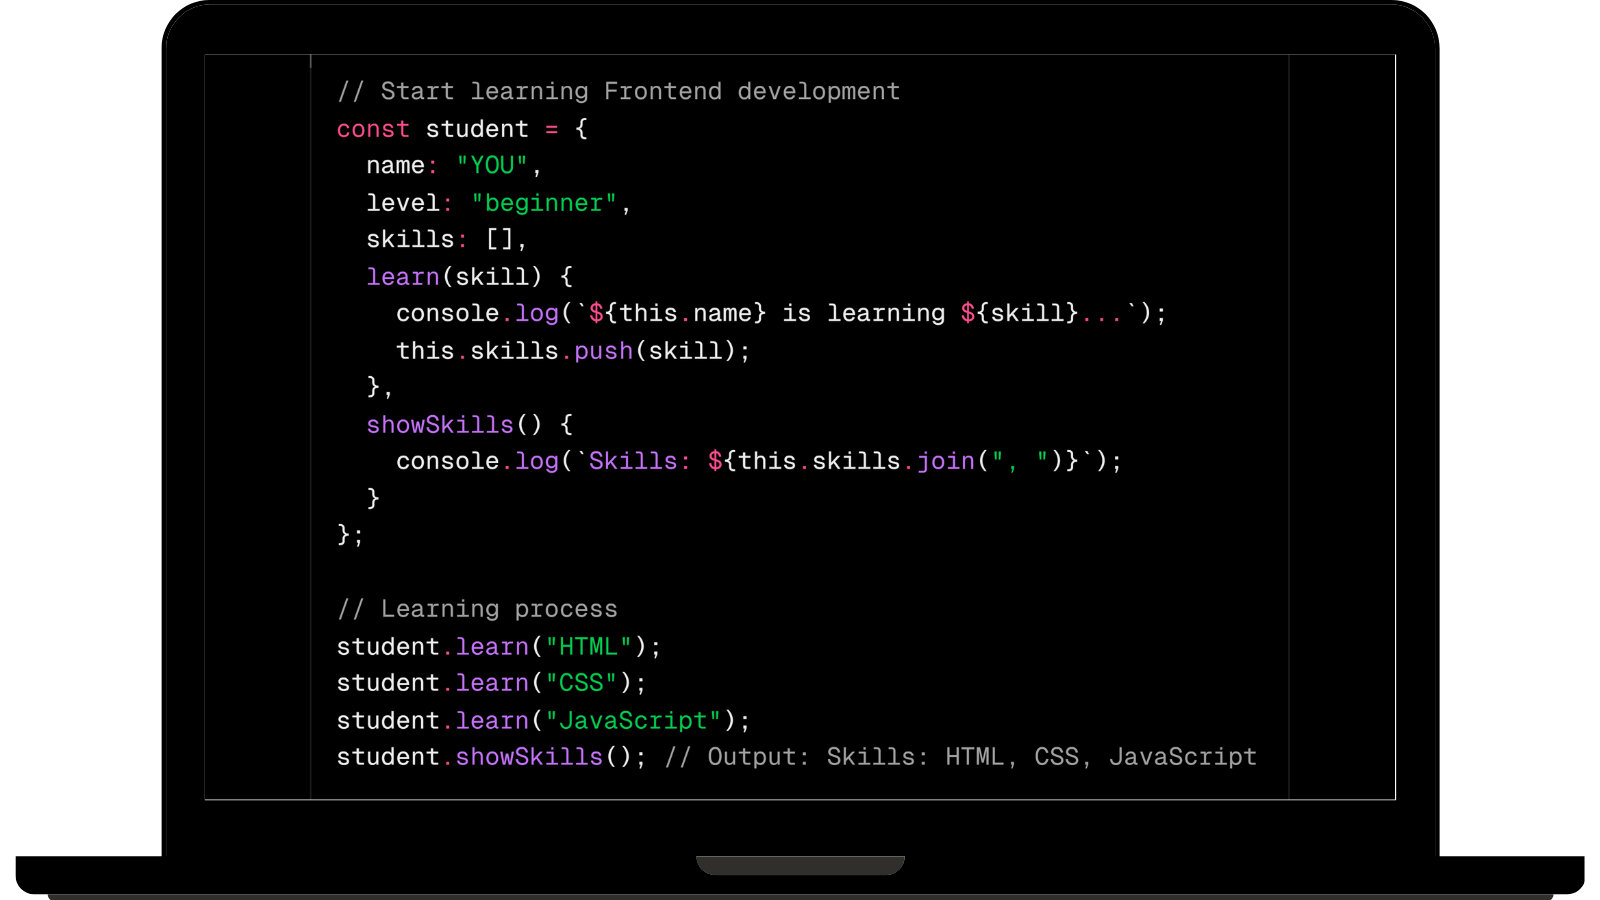 // Start learning Frontend development
const student = {
  name: "YOU",
  level: "beginner",
  skills: [],
  learn(skill) {
    console.log(`${this.name} is learning ${skill}...`);
    this.skills.push(skill);
  },
  showSkills() {
    console.log(`Skills: ${this.skills.join(", ")}`);
  }
};

// Learning process
student.learn("HTML");
student.learn("CSS");
student.learn("JavaScript");
student.showSkills(); // Output: Skills: HTML, CSS, JavaScript